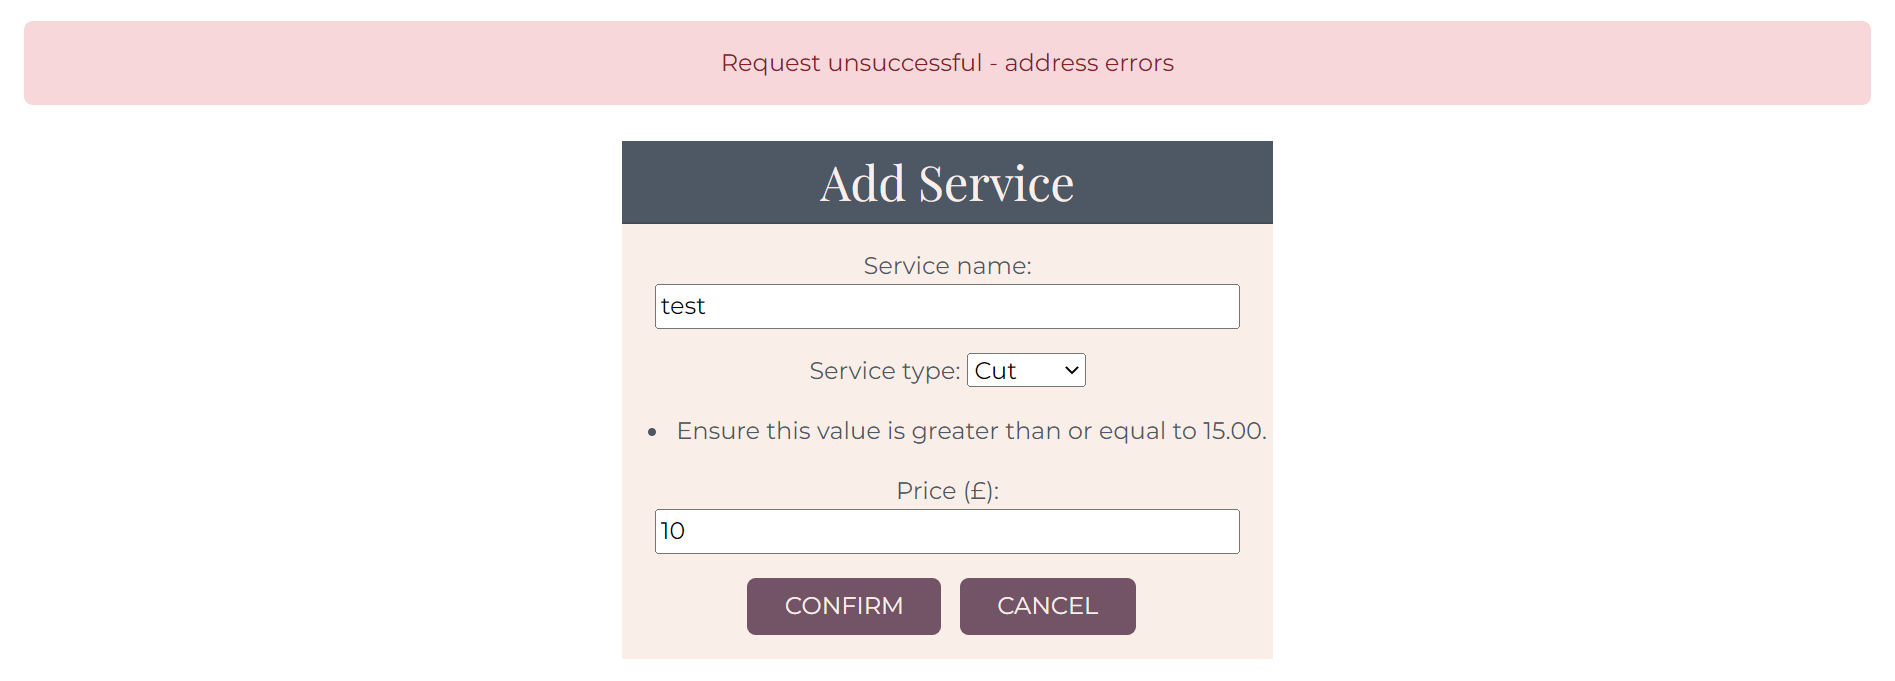 Request unsuccessful - address errors
Add Service
Service name:
test
Service type: Cut
• Ensure this value is greater than or equal to 15.00.
Price (£):
10
CONFIRM CANCEL